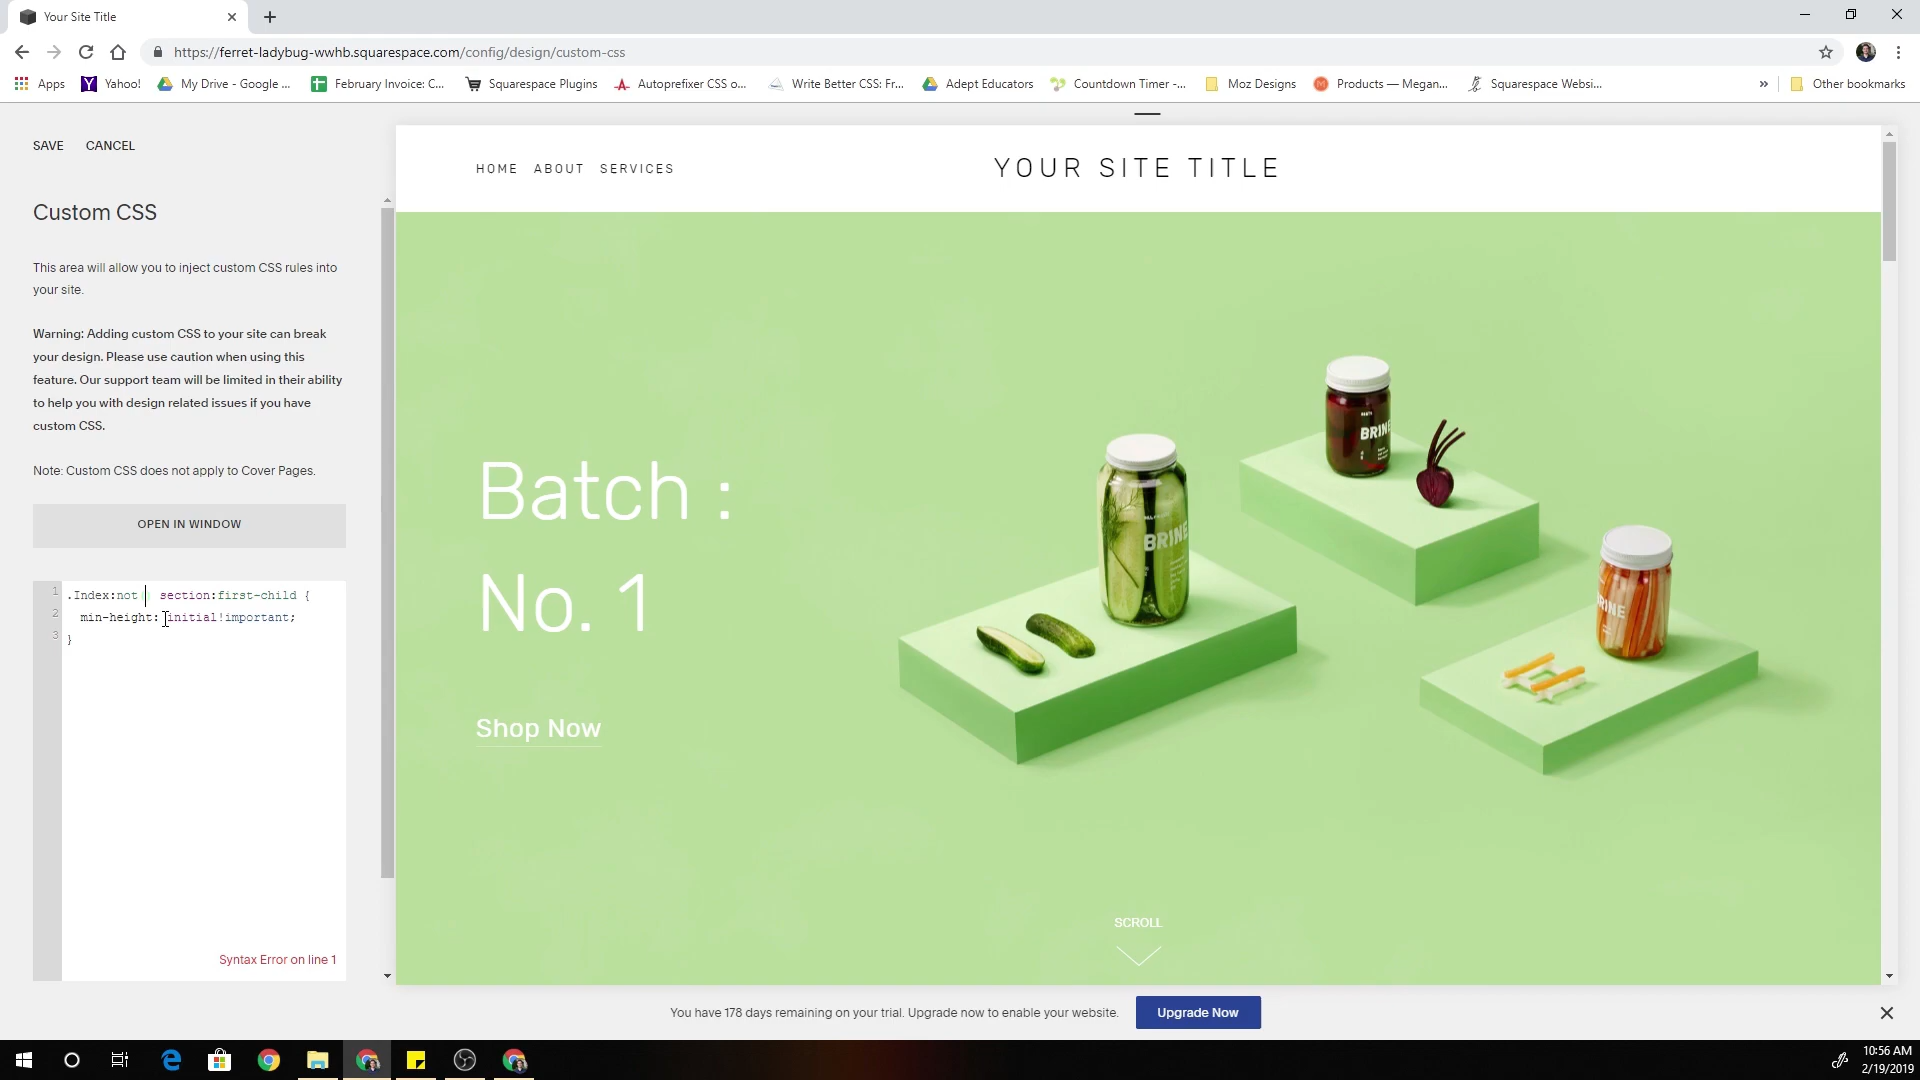 Your Site Title
https://ferret-ladybug-wwhb.squarespace.com/config/design/custom-css
Apps Yahoo! My Drive - Google ... February Invoice: C... Squarespace Plugins Autoprefixer CSS o... Write Better CSS: Fr... Adept Educators Countdown Timer -... Moz Designs Products — Megan... Squarespace Websi... » Other bookmarks
SAVE CANCEL
HOME ABOUT SERVICES
YOUR SITE TITLE
Custom CSS
This area will allow you to inject custom CSS rules into
your site.
Warning: Adding custom CSS to your site can break
your design. Please use caution when using this
feature. Our support team will be limited in their ability
to help you with design related issues if you have
custom CSS.
Note: Custom CSS does not apply to Cover Pages.
OPEN IN WINDOW
1 .Index:not section:first-child {
2 min-height: initial!important;
3 }
Syntax Error on line 1
Batch :
No. 1
Shop Now
BRINE
BRINE
BRINE
SCROLL
You have 178 days remaining on your trial. Upgrade now to enable your website. Upgrade Now
10:56 AM
2/19/2019